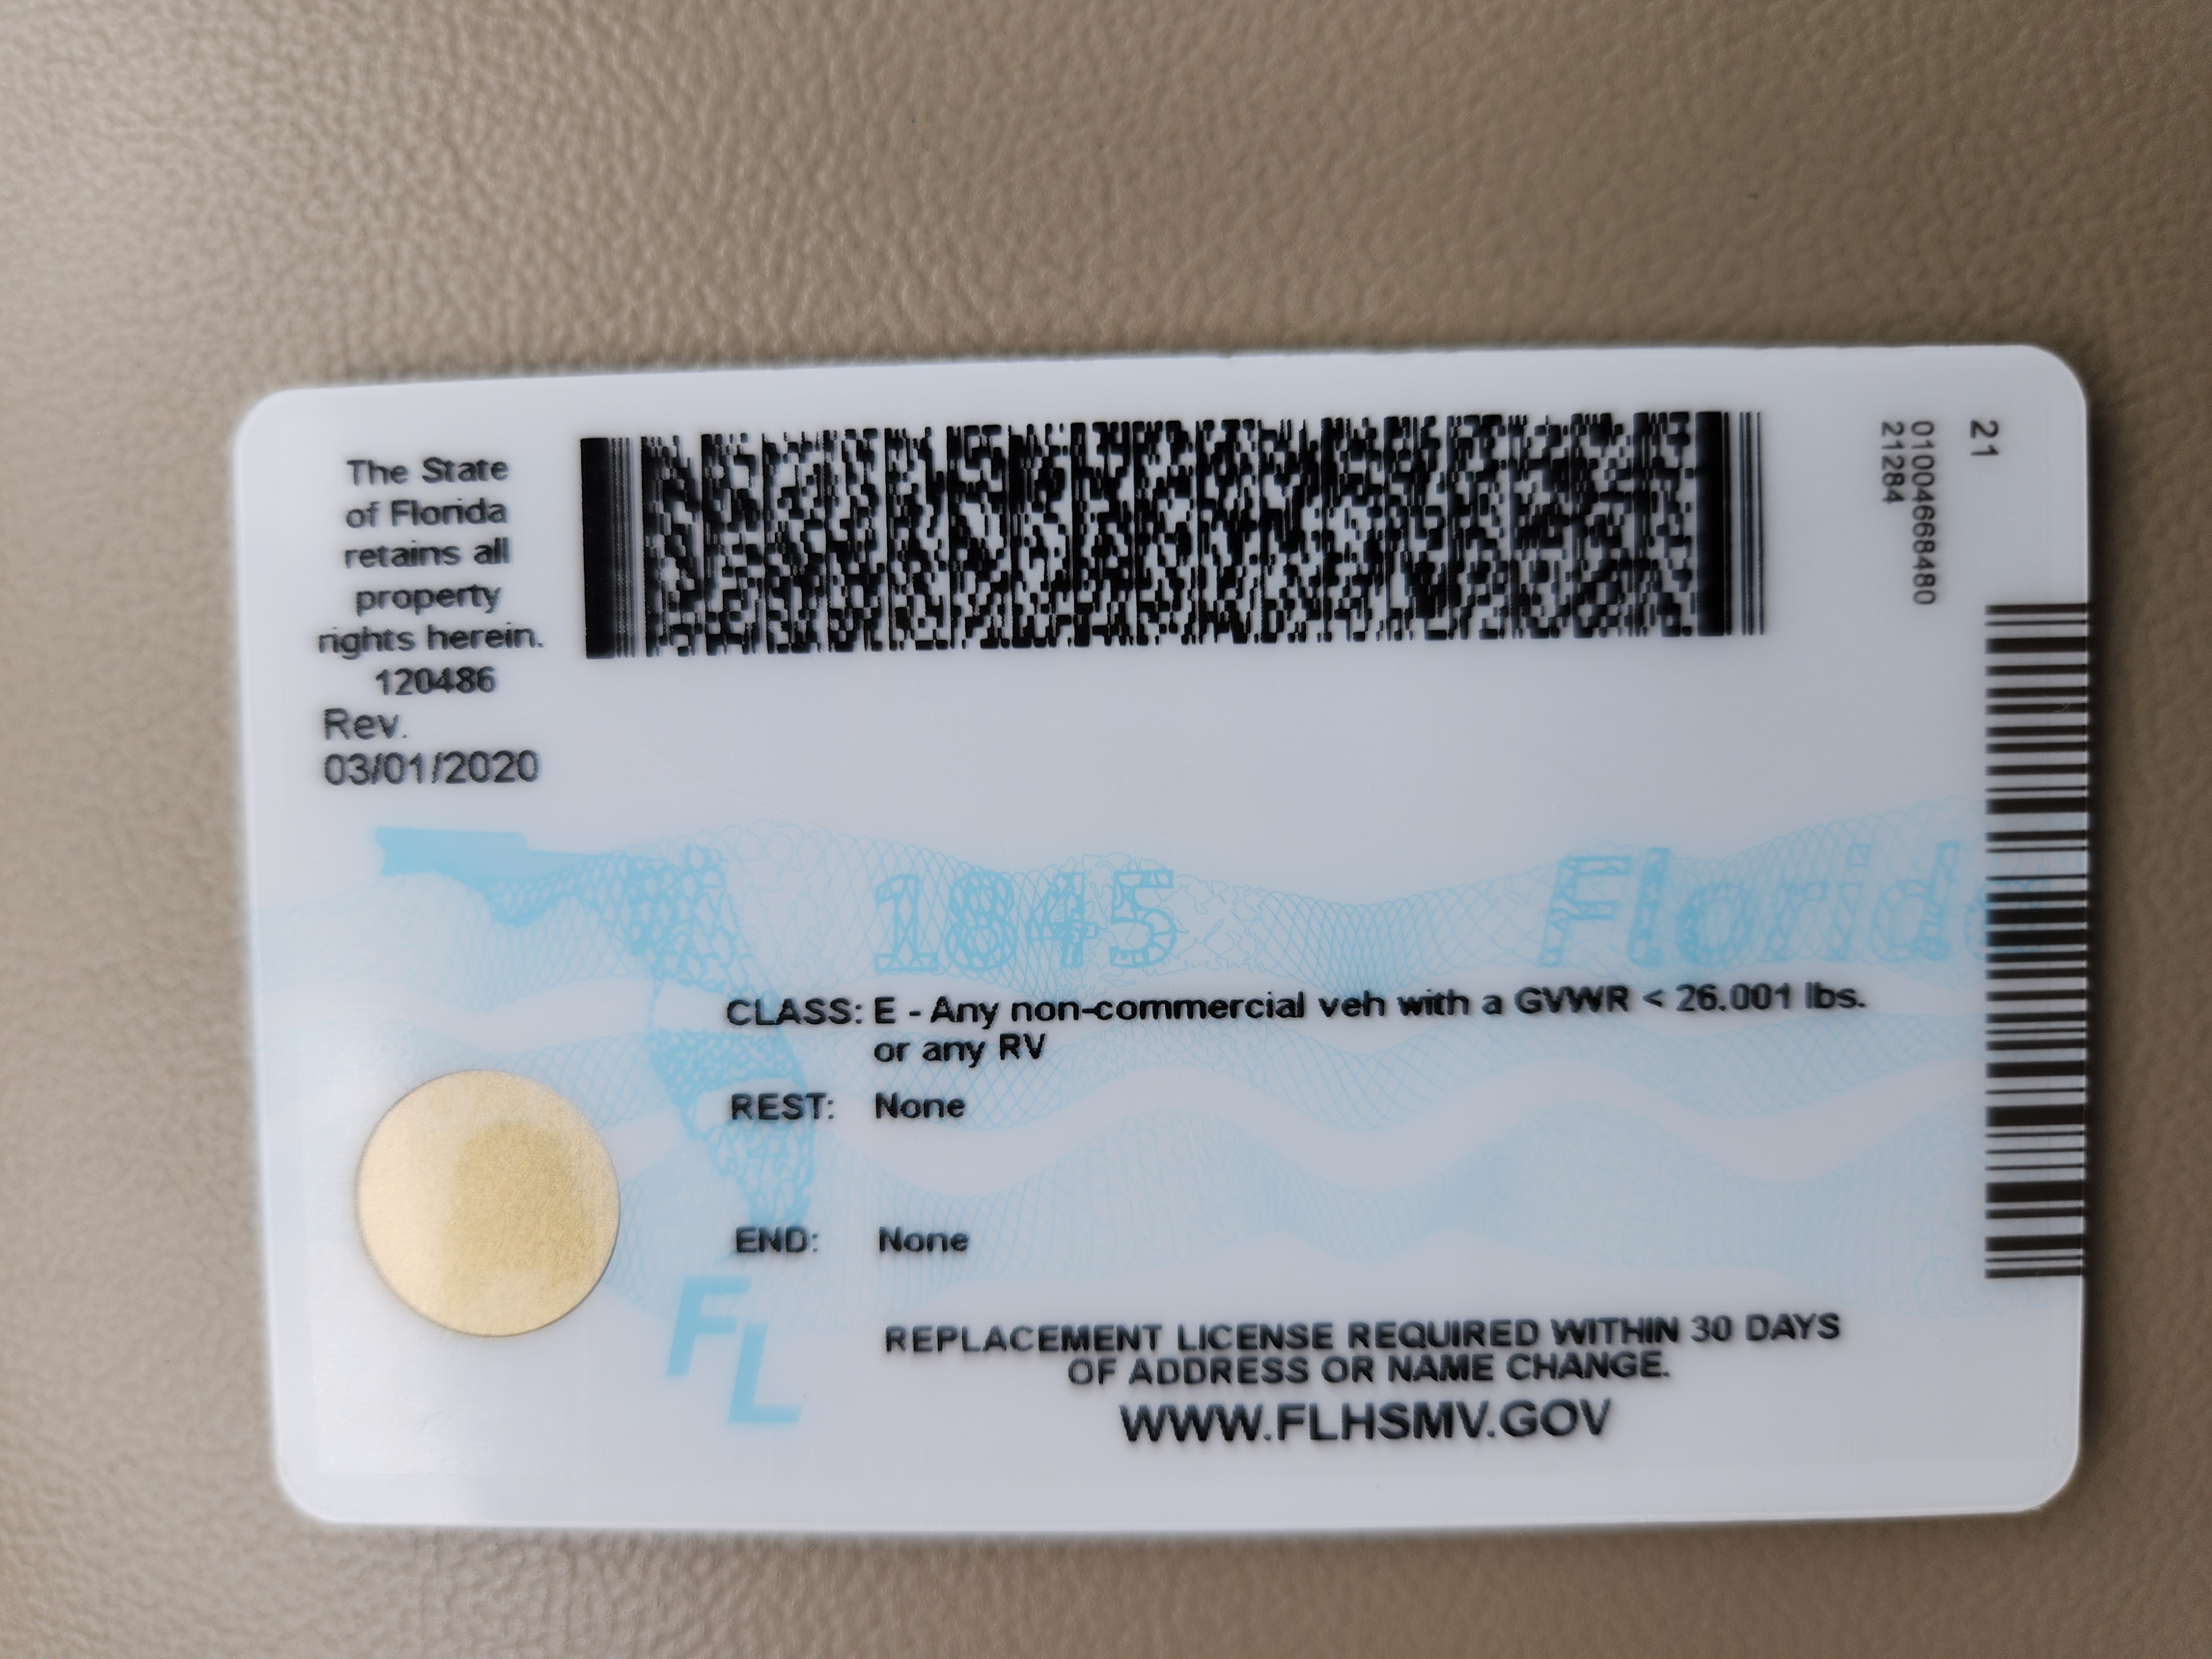 The State
of Florida
retains all
property
rights herein.
120486
Rev.
03/01/2020
21
0100466848​0
21284
1845
Florida
CLASS: E - Any non-commercial veh with a GVWR < 26.001 lbs.
or any RV
REST: None
END: None
FL
REPLACEMENT LICENSE REQUIRED WITHIN 30 DAYS
OF ADDRESS OR NAME CHANGE.
WWW.FLHSMV.GOV